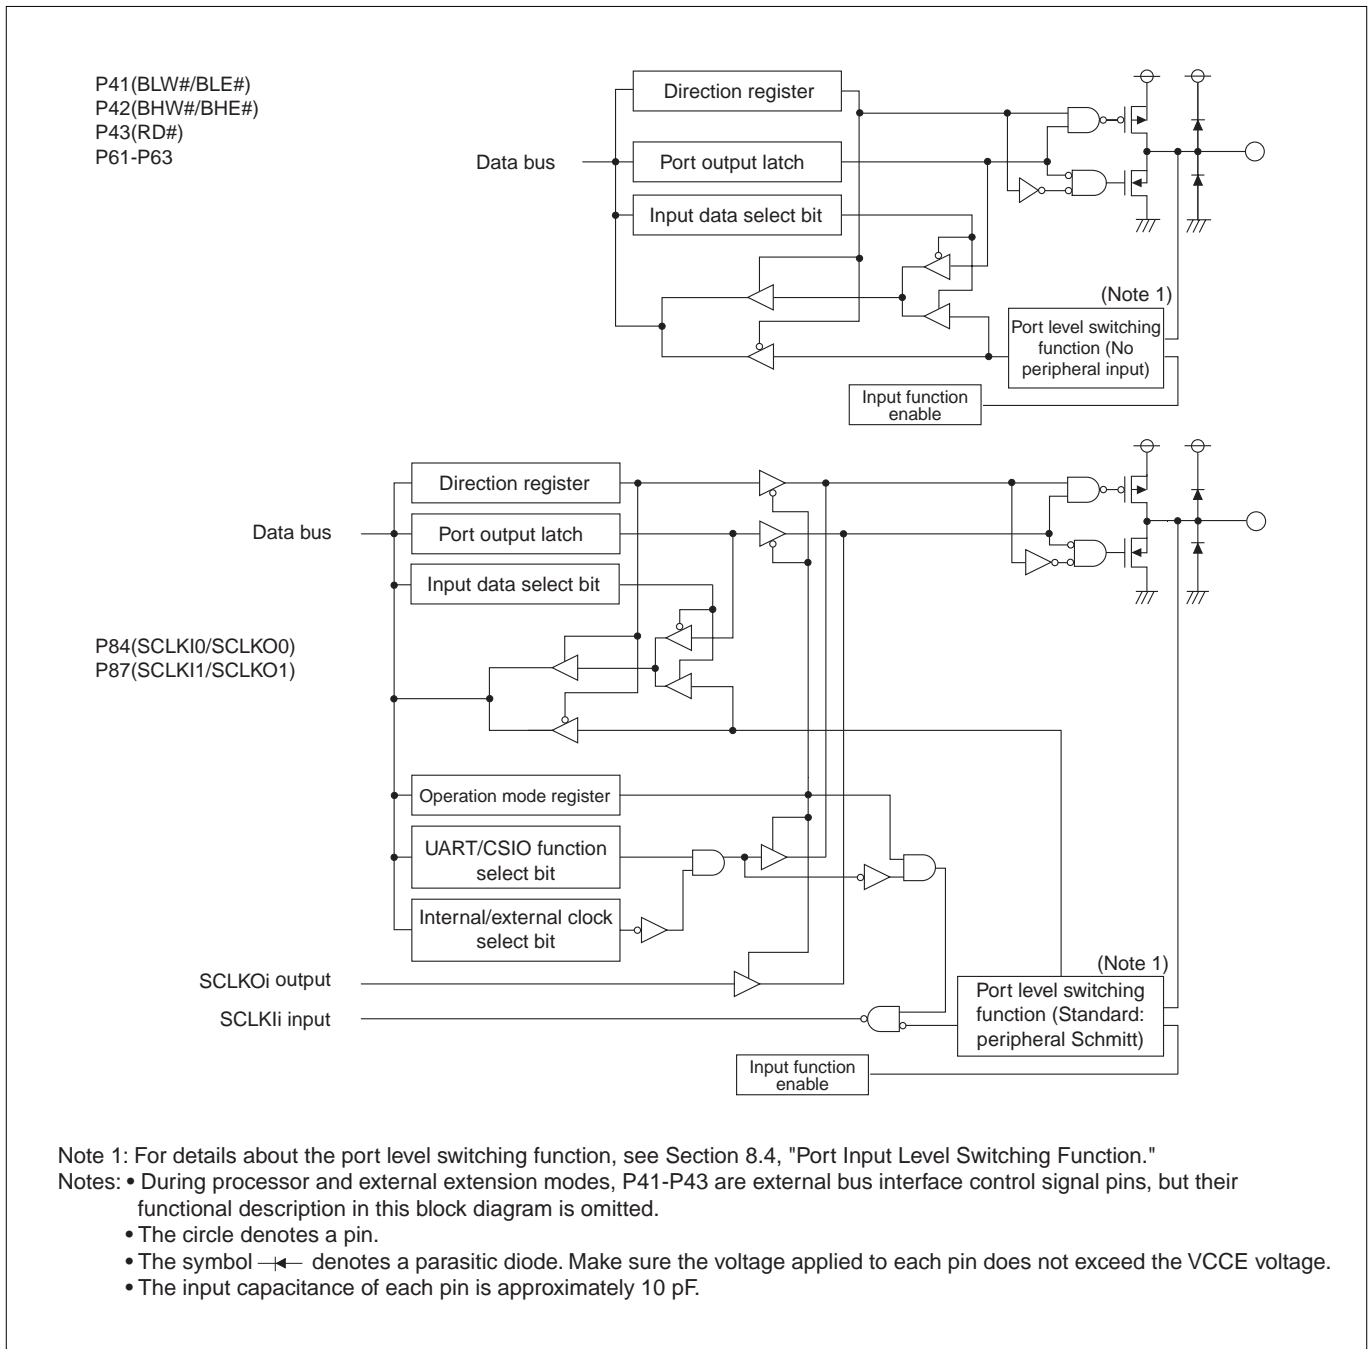 P41(BLW#/BLE#)
P42(BHW#/BHE#)
P43(RD#)
P61-P63
Data bus
Direction register
Port output latch
Input data select bit
(Note 1)
Port level switching
function (No
peripheral input)
Input function
enable
Data bus
Direction register
Port output latch
Input data select bit
P84(SCLKI0/SCLKO0)
P87(SCLKI1/SCLKO1)
Operation mode register
UART/CSIO function
select bit
Internal/external clock
select bit
SCLKOi output
SCLKIi input
(Note 1)
Port level switching
function (Standard:
peripheral Schmitt)
Input function
enable
Note 1: For details about the port level switching function, see Section 8.4, "Port Input Level Switching Function."
Notes: • During processor and external extension modes, P41-P43 are external bus interface control signal pins, but their
functional description in this block diagram is omitted.
• The circle denotes a pin.
• The symbol denotes a parasitic diode. Make sure the voltage applied to each pin does not exceed the VCCE voltage.
• The input capacitance of each pin is approximately 10 pF.